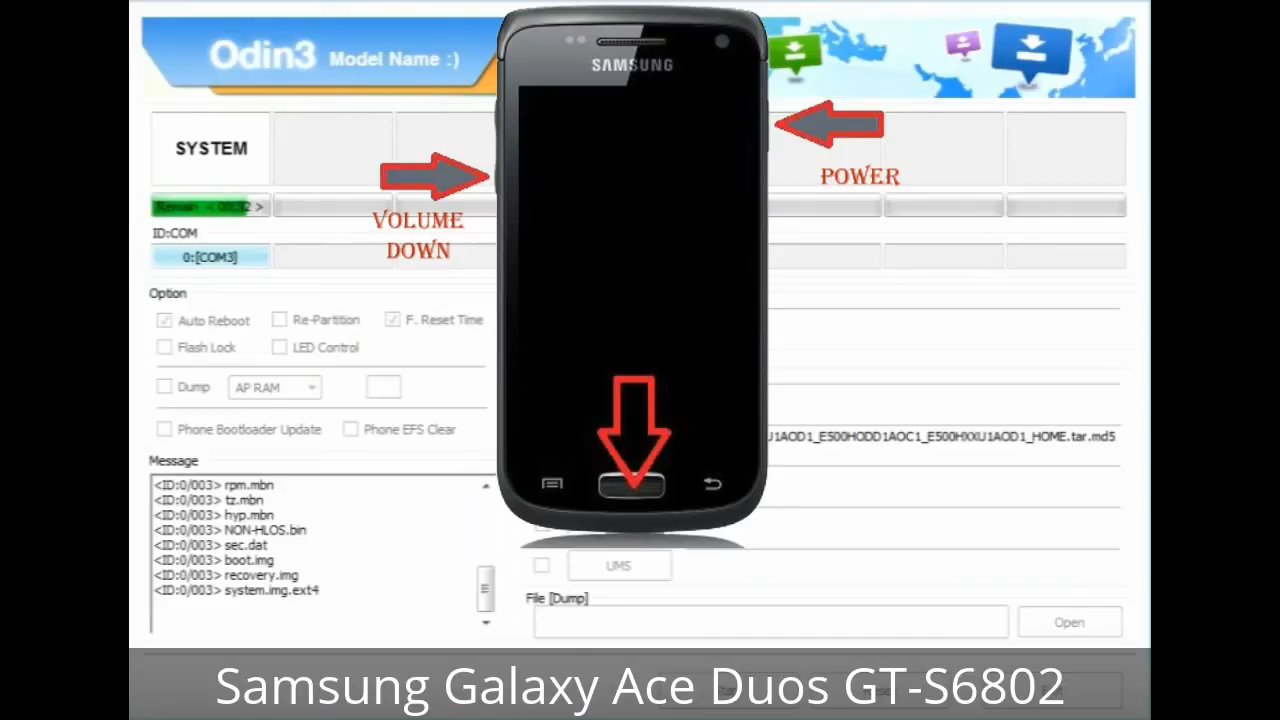 Odin3 Model Name :)
SAMSUNG
SYSTEM
POWER
VOLUME
DOWN
ID:COM
0:[COM3]
Option
Auto Reboot
Re-Partition
F. Reset Time
Flash Lock
LED Control
Dump
AP RAM
Phone Bootloader Update
Phone EFS Clear
J1AOD1_E500HODD1AOC1_E500HXXU1AOD1_HOME.tar.md5
Message
<ID:0/003> rpm.mbn
<ID:0/003> tz.mbn
<ID:0/003> hyp.mbn
<ID:0/003> NON-HLOS.bin
<ID:0/003> sec.dat
<ID:0/003> boot.img
<ID:0/003> recovery.img
<ID:0/003> system.img.ext4
UMS
File [Dump]
Open
Samsung Galaxy Ace Duos GT-S6802